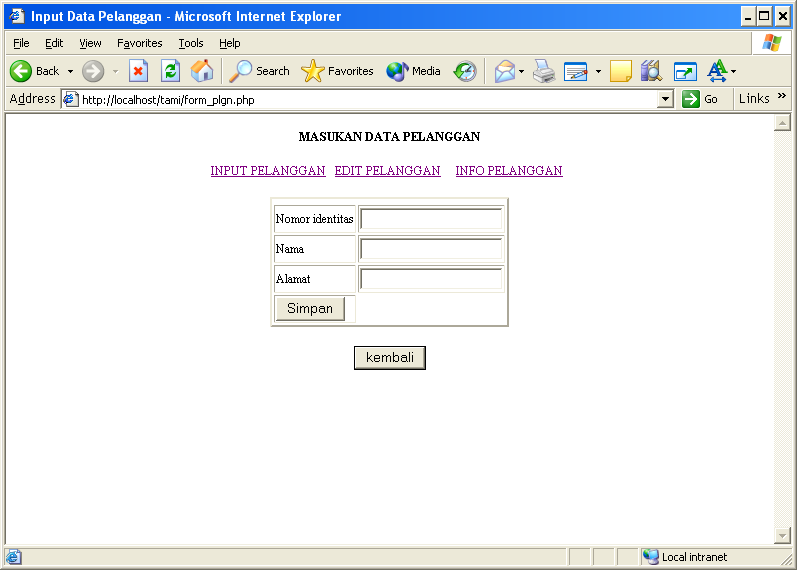 Input Data Pelanggan - Microsoft Internet Explorer
File Edit View Favorites Tools Help
Back Search Favorites Media
Address http://localhost/tami/form_plgn.php Go Links »
MASUKAN DATA PELANGGAN
INPUT PELANGGAN EDIT PELANGGAN INFO PELANGGAN
Nomor identitas
Nama
Alamat
Simpan
kembali
Local intranet